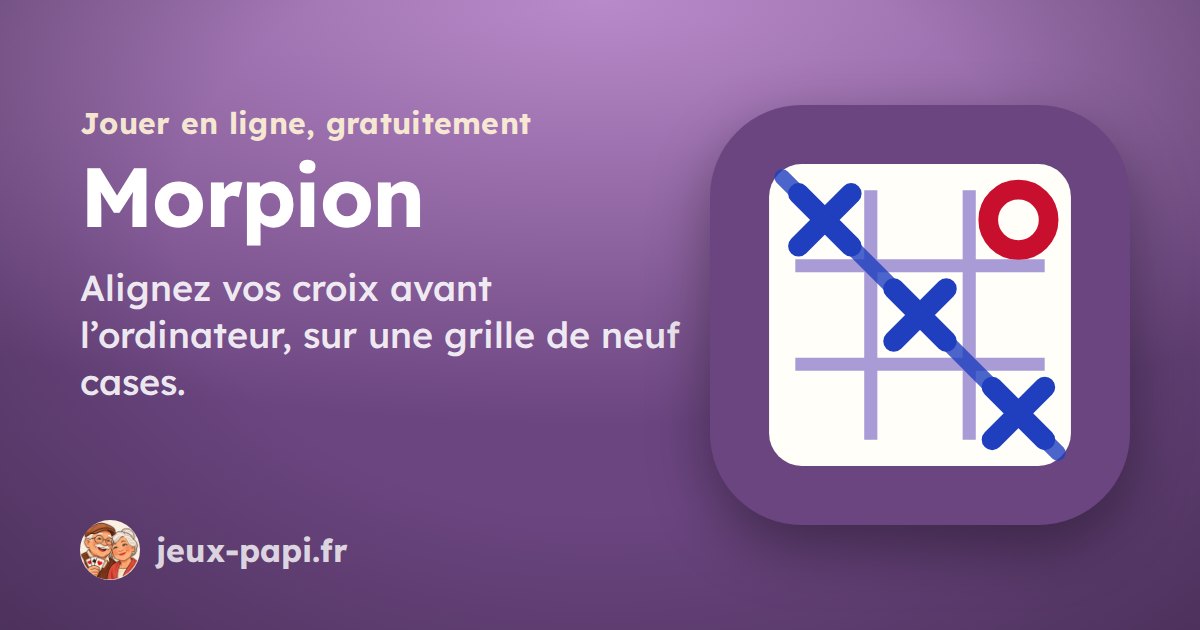 Jouer en ligne, gratuitement
Morpion
Alignez vos croix avant
l’ordinateur, sur une grille de neuf
cases.
jeux-papi.fr